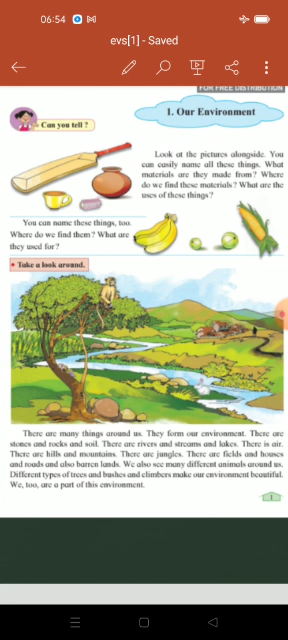 06:54
evs[1] - Saved
FOR FREE DISTRIBUTION
Can you tell ?
1. Our Environment
Look at the pictures alongside. You
can easily name all these things. What
materials are they made from? Where
do we find these materials? What are the
uses of these things?
You can name these things, too.
Where do we find them? What are
they used for?
• Take a look around.
There are many things around us. They form our environment. There are
stones and rocks and soil. There are rivers and streams and lakes. There is air.
There are hills and mountains. There are jungles. There are fields and houses
and roads and also barren lands. We also see many different animals around us.
Different types of trees and bushes and climbers make our environment beautiful.
We, too, are a part of this environment.
1